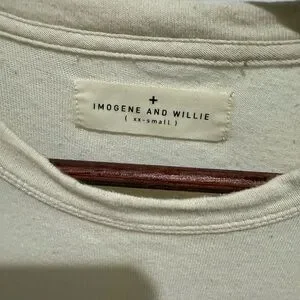 +
IMOGENE AND WILLIE
( xx-small )